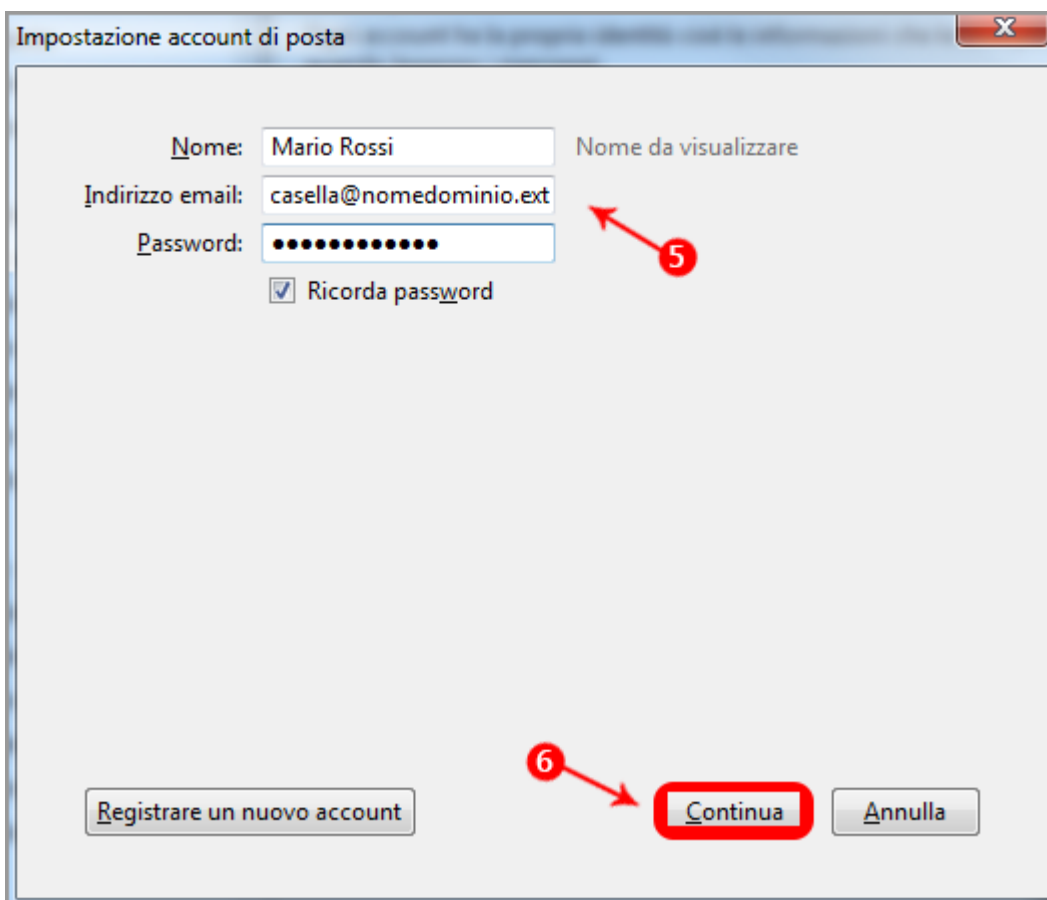 Impostazione account di posta
Nome: Mario Rossi Nome da visualizzare
Indirizzo email: casella@nomedominio.ext
5
Password: ●●●●●●●●●●●●
Ricorda password
6
Registrare un nuovo account Continua Annulla